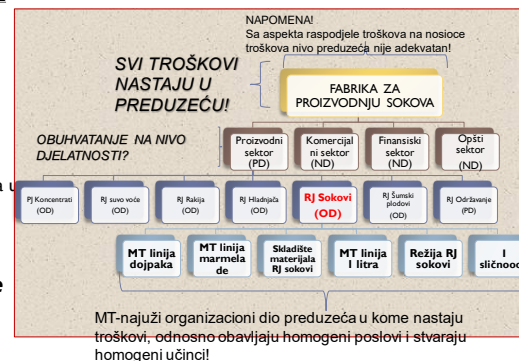 NAPOMENA!
Sa aspekta raspodjele troškova na nosioce
troškova nivo preduzeća nije adekvatan!
SVI TROŠKOVI
NASTAJU U
PREDUZEĆU!
FABRIKA ZA
PROIZVODNJU SOKOVA
OBUHVATANJE NA NIVO
DJELATNOSTI?
Proizvodni
sektor
(PD)
Komercijal
ni sektor
(ND)
Finansiski
sektor
(ND)
Opšti
sektor
(ND)
a u
RJ Koncentrati
(OD)
RJ suvo voće
(OD)
RJ Rakija
(OD)
RJ Hladnjača
(OD)
RJ Sokovi
(OD)
RJ Šumski
plodovi
(OD)
RJ Održavanje
(PD)
MT linija
dojpaka
MT linija
marmela
de
Skladište
materijala
RJ sokovi
MT linija
1 litra
Režija RJ
sokovi
I
sličnoo
e
MT-najuži organizacioni dio preduzeća u kome nastaju
troškovi, odnosno obavljaju homogeni poslovi i stvaraju
homogeni učinci!